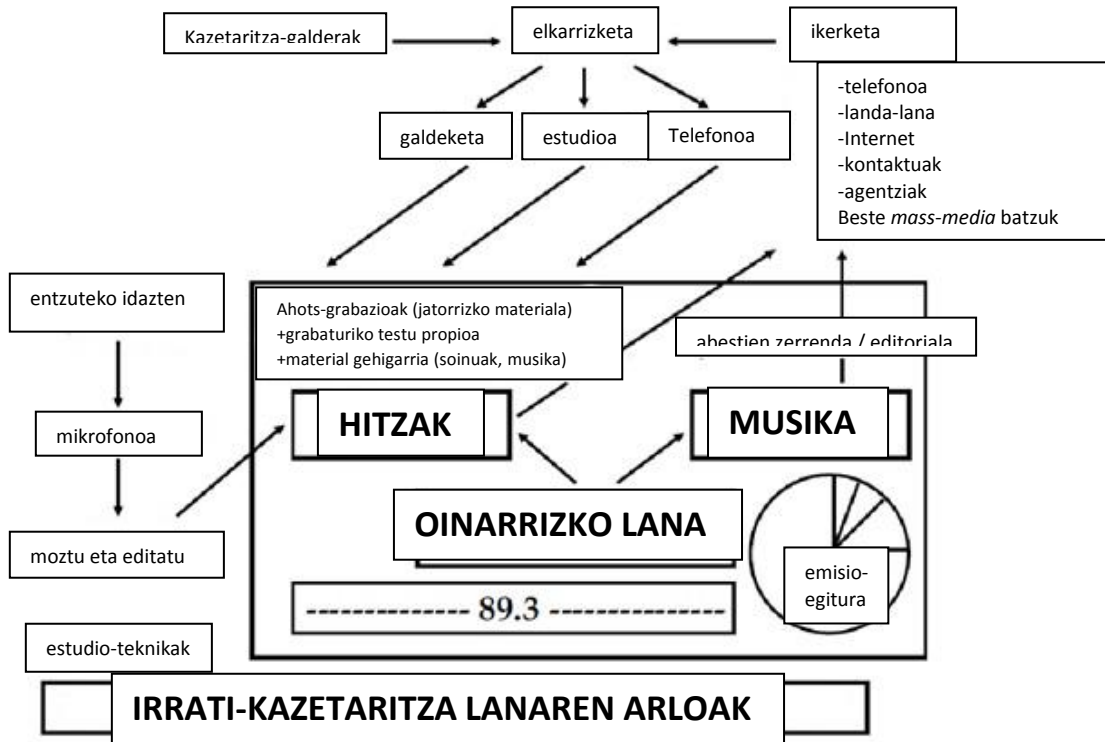 Kazetaritza-galderak
elkarrizketa
ikerketa
-telefonoa
-landa-lana
-Internet
-kontaktuak
-agentziak
Beste mass-media batzuk
galdeketa
estudioa
Telefonoa
entzuteko idazten
Ahots-grabazioak (jatorrizko materiala)
+grabaturiko testu propioa
+material gehigarria (soinuak, musika)
abestien zerrenda / editoriala
mikrofonoa
HITZAK
MUSIKA
OINARRIZKO LANA
moztu eta editatu
emisio-
egitura
-------------- 89.3 ---------------
estudio-teknikak
IRRATI-KAZETARITZA LANAREN ARLOAK